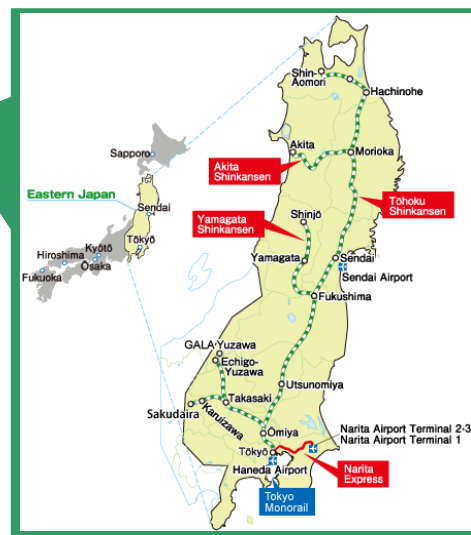 Shin-
Aomori
Hachinohe
Akita
Morioka
Akita
Shinkansen
Tōhoku
Shinkansen
Sapporo
Eastern Japan
Sendai
Tōkyō
Kyōtō
Hiroshima
Ōsaka
Fukuoka
Yamagata
Shinkansen
Shinjō
Yamagata
Sendai
Sendai Airport
Fukushima
GALA Yuzawa
Echigo-
Yuzawa
Utsunomiya
Takasaki
Sakudaira
Karuizawa
Ōmiya
Narita Airport Terminal 2-3
Narita Airport Terminal 1
Tōkyō
Haneda Airport
Narita
Express
Tokyo
Monorail